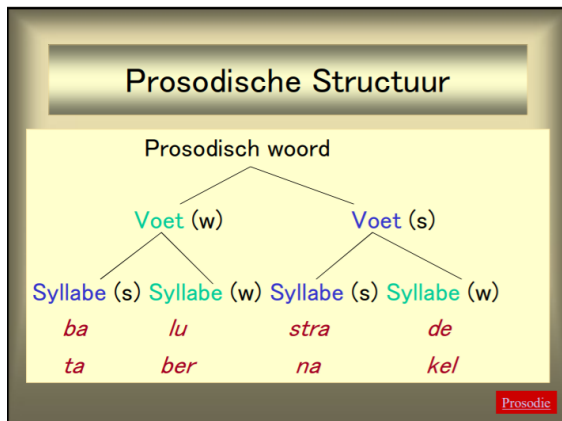 Prosodische Structuur
Prosodisch woord
Voet (w) Voet (s)
Syllabe (s) Syllabe (w) Syllabe (s) Syllabe (w)
ba lu stra de
ta ber na kel
Prosodie